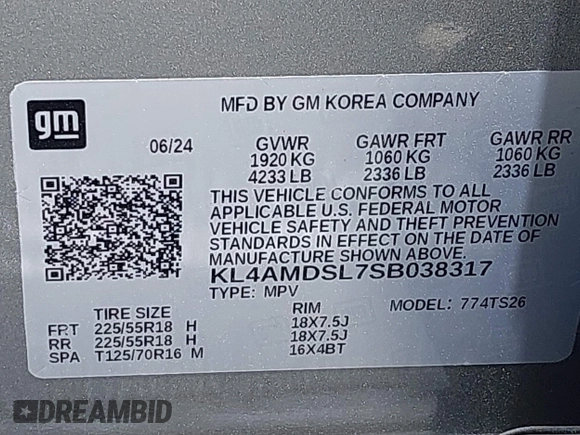 gm
MFD BY GM KOREA COMPANY
06/24 GVWR GAWR FRT GAWR RR
1920 KG 1060 KG 1060 KG
4233 LB 2336 LB 2336 LB
THIS VEHICLE CONFORMS TO ALL
APPLICABLE U.S. FEDERAL MOTOR
VEHICLE SAFETY AND THEFT PREVENTION
STANDARDS IN EFFECT ON THE DATE OF
MANUFACTURE SHOWN ABOVE.
KL4AMDSL7SB038317
TYPE: MPV MODEL: 774TS26
TIRE SIZE RIM
FRT 225/55R18 H 18X7.5J
RR 225/55R18 H 18X7.5J
SPA T125/70R16 M 16X4BT
DREAMBID